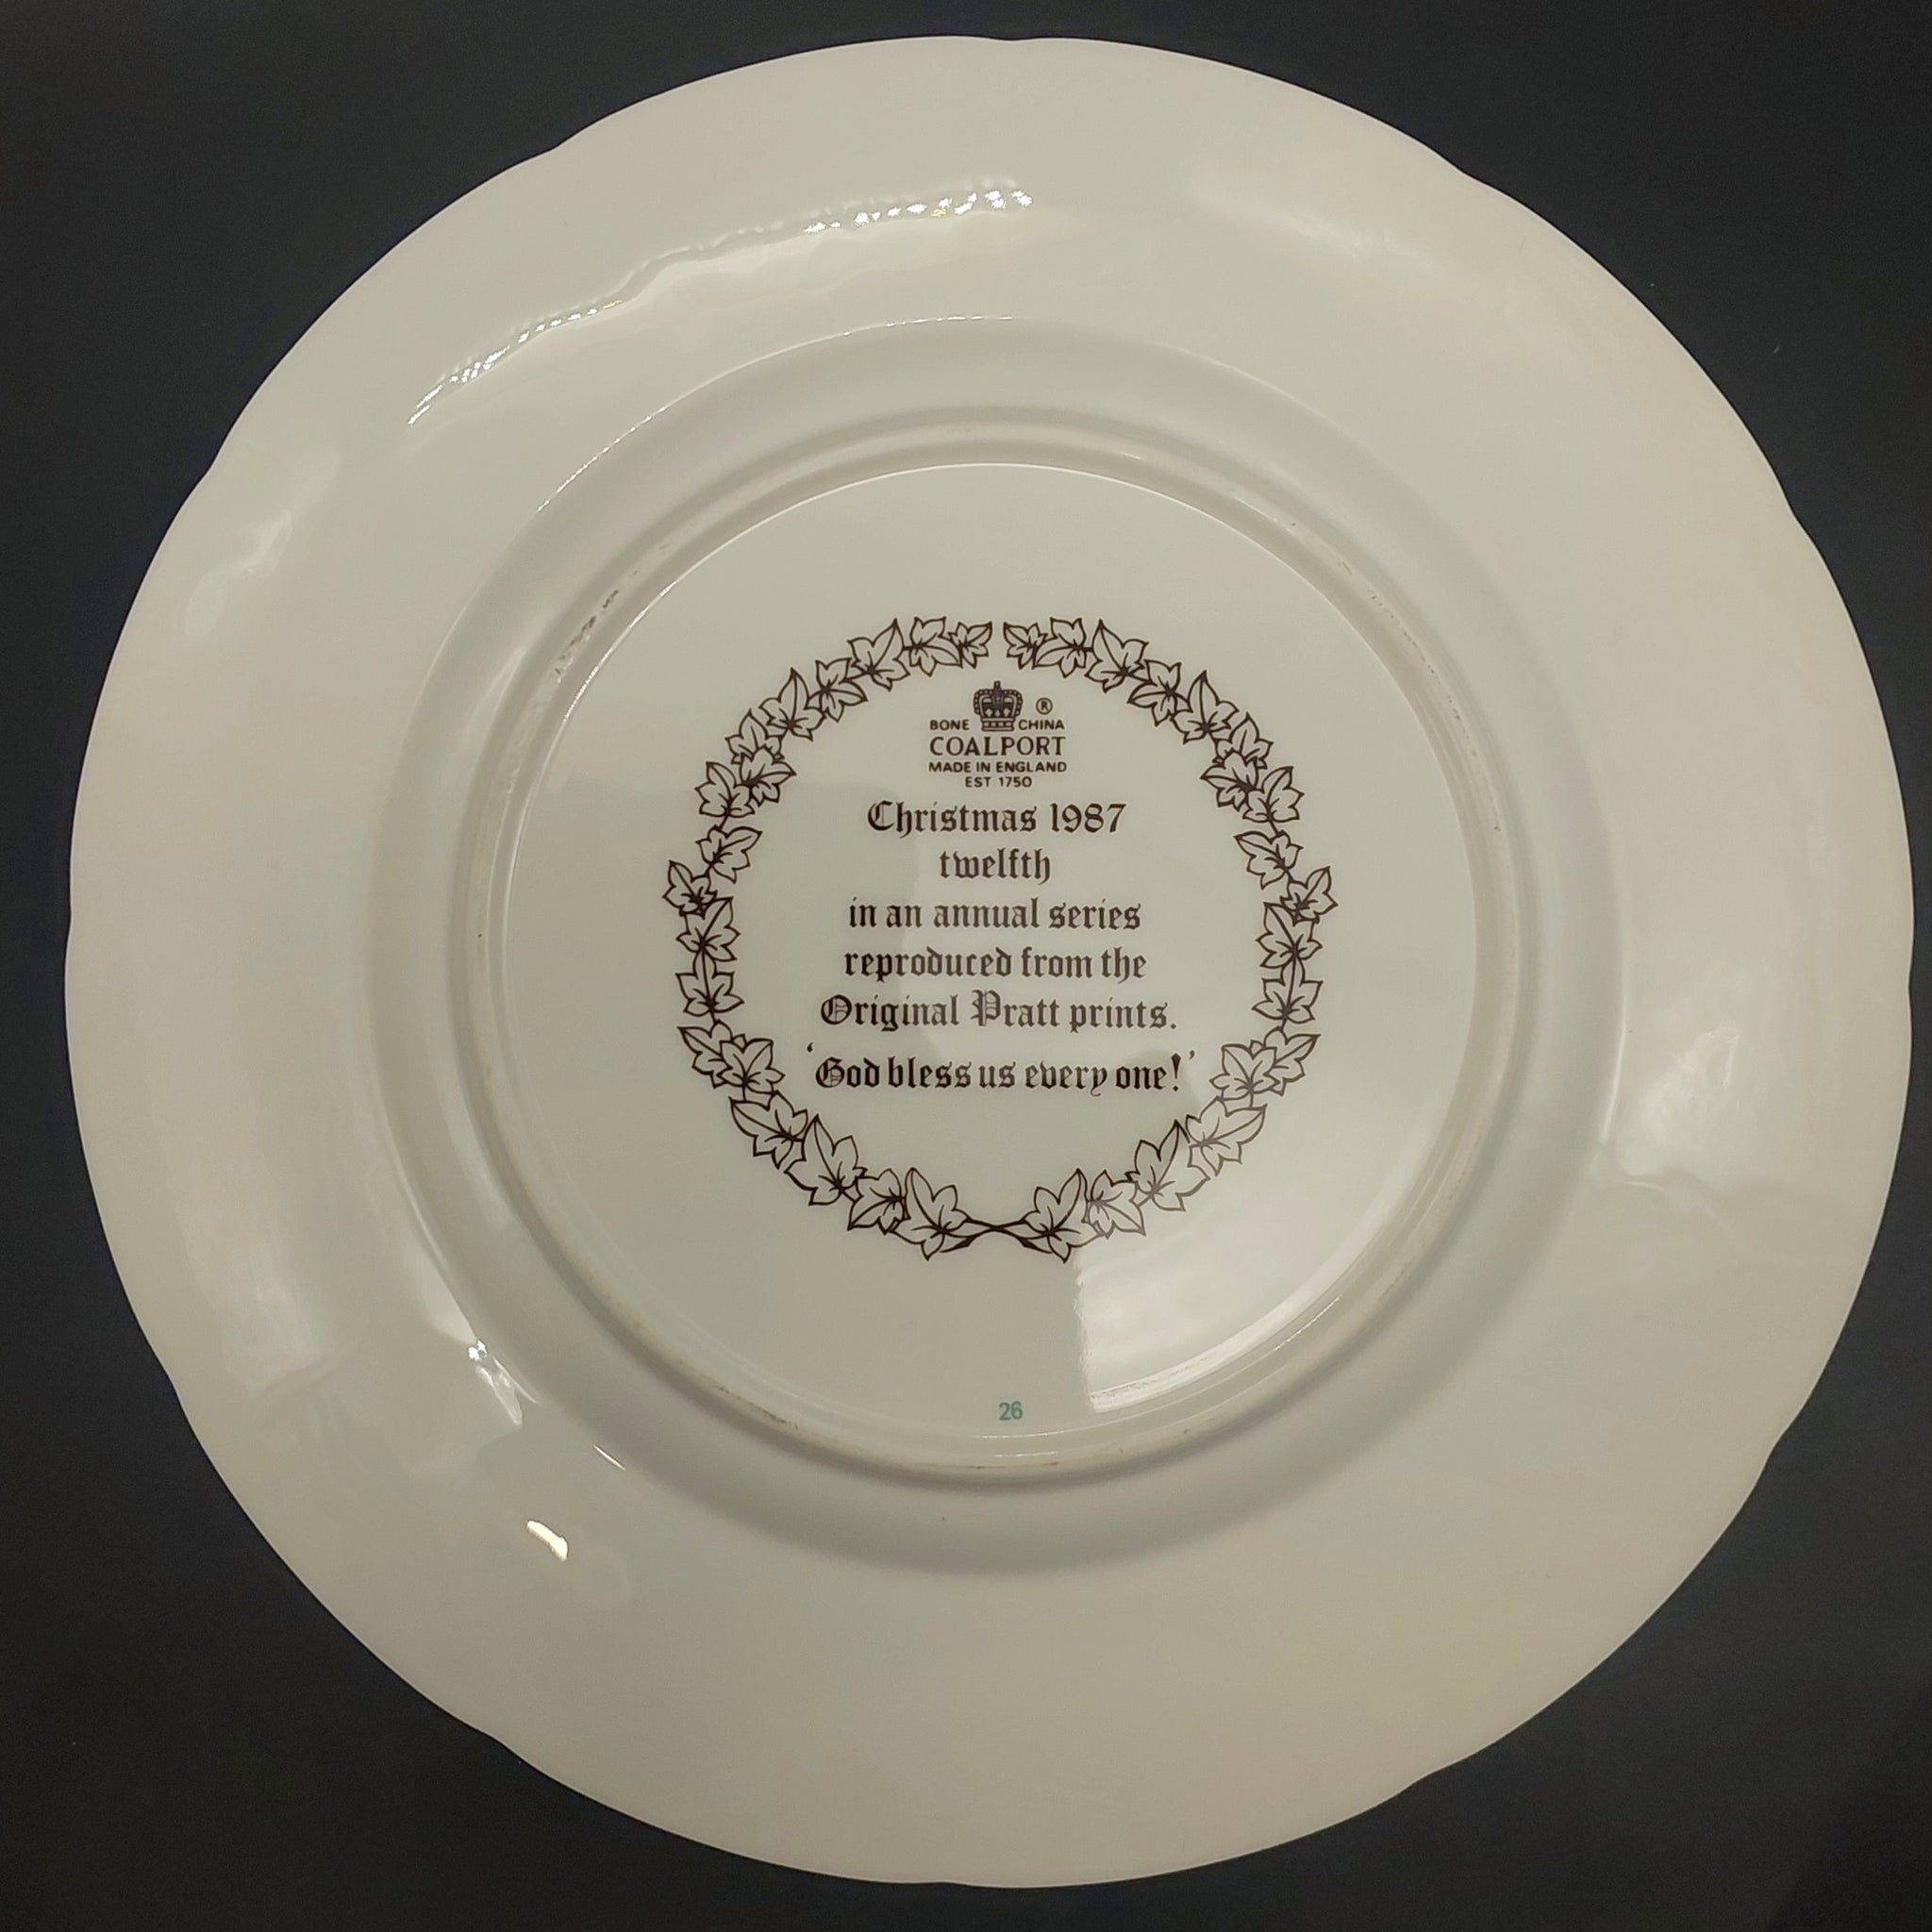 ®
BONE CHINA
COALPORT
MADE IN ENGLAND
EST 1750
Christmas 1987
twelfth
in an annual series
reproduced from the
Original Pratt prints.
‘God bless us every one!’
26